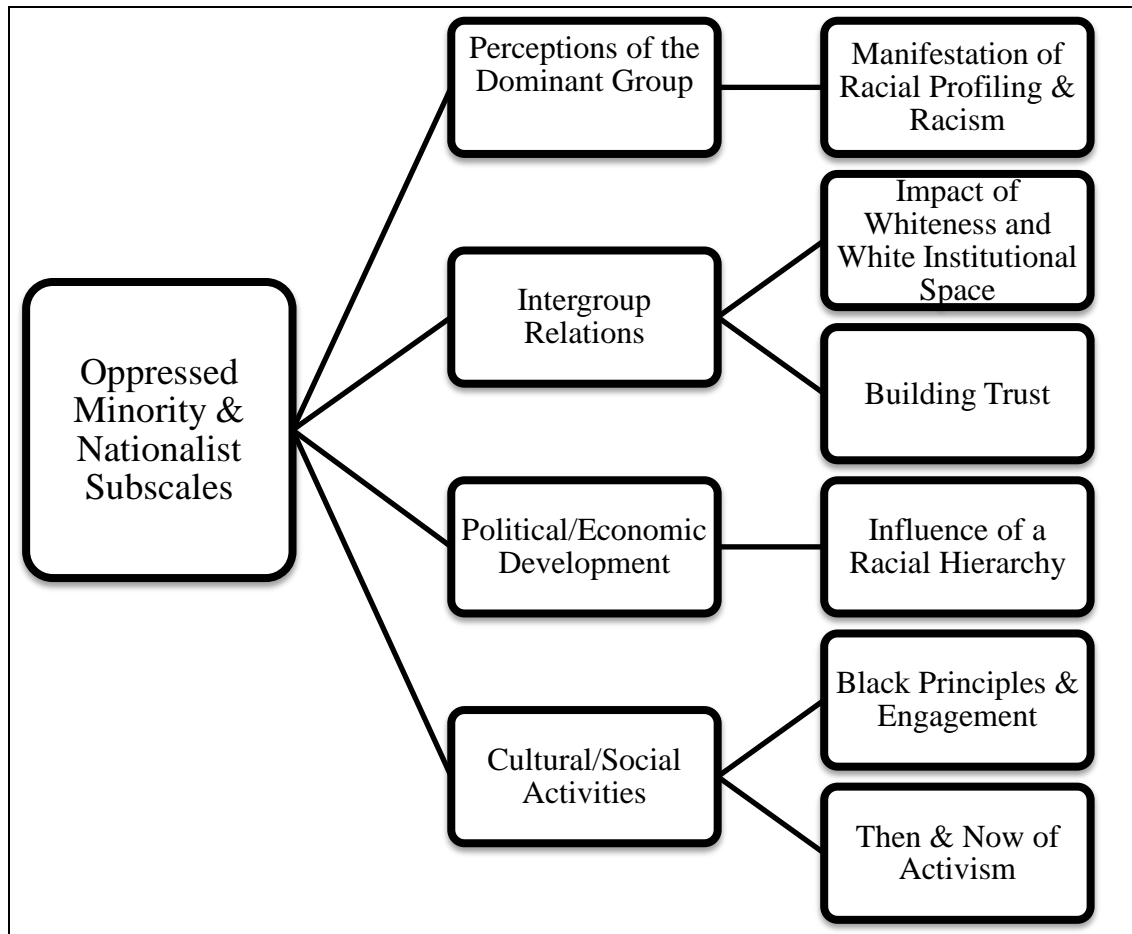 Perceptions of the
Dominant Group
Manifestation of
Racial Profiling &
Racism
Impact of
Whiteness and
White Institutional
Space
Intergroup
Relations
Building Trust
Oppressed
Minority &
Nationalist
Subscales
Political/Economic
Development
Influence of a
Racial Hierarchy
Black Principles &
Engagement
Cultural/Social
Activities
Then & Now of
Activism